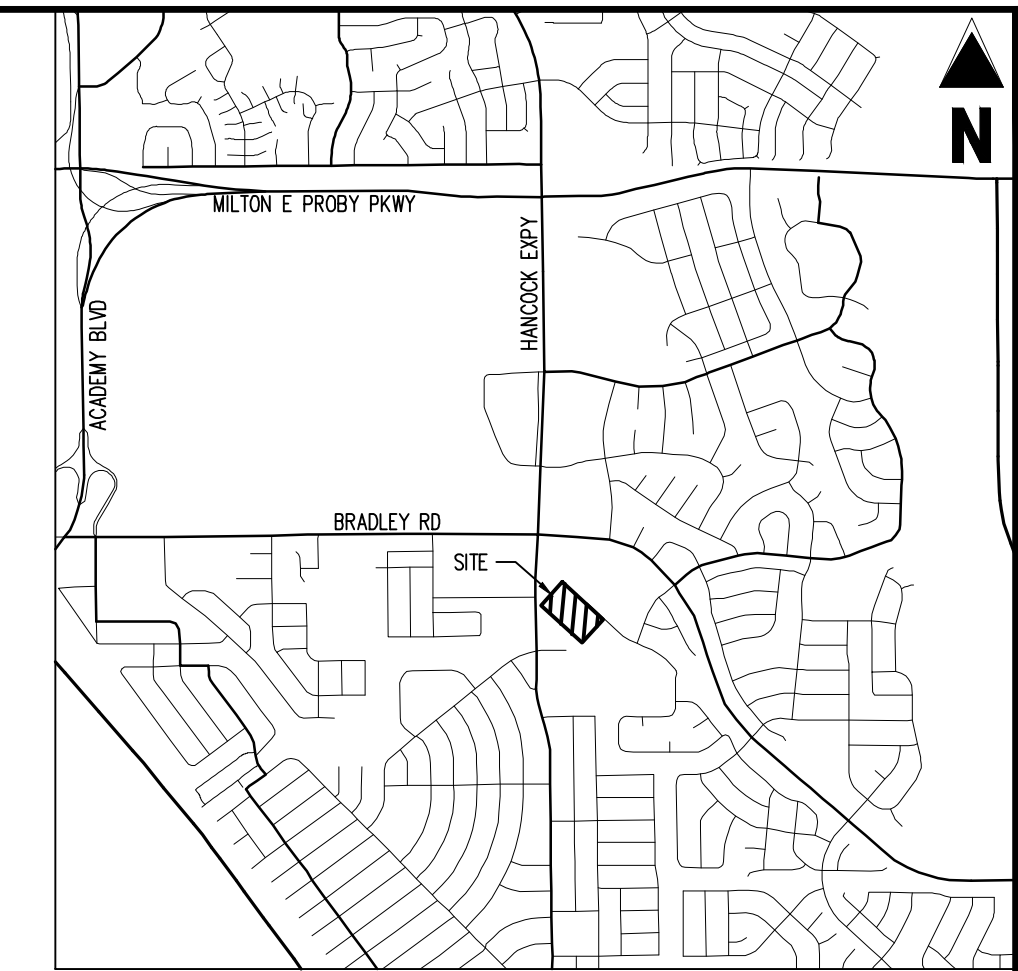 N
MILTON E PROBY PKWY
HANCOCK EXPY
ACADEMY BLVD
BRADLEY RD
SITE